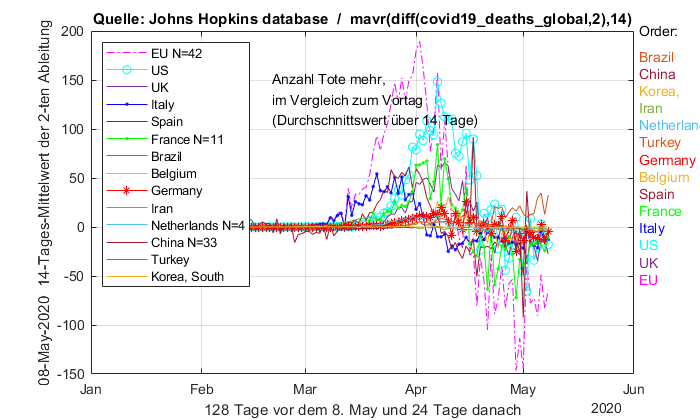 Quelle: Johns Hopkins database / mavr(diff(covid19_deaths_global,2),14)
Order:
08-May-2020 14-Tages-Mittelwert der 2-ten Ableitung
200
150
100
50
0
-50
-100
-150
EU N=42
US
UK
Italy
Spain
France N=11
Brazil
Belgium
Germany
Iran
Netherlands N=4
China N=33
Turkey
Korea, South
Anzahl Tote mehr,
im Vergleich zum Vortag
(Durchschnittswert über 14 Tage)
Brazil
China
Korea,
Iran
Netherland
Turkey
Germany
Belgium
Spain
France
Italy
US
UK
EU
Jan Feb Mar Apr May Jun
2020
128 Tage vor dem 8. May und 24 Tage danach